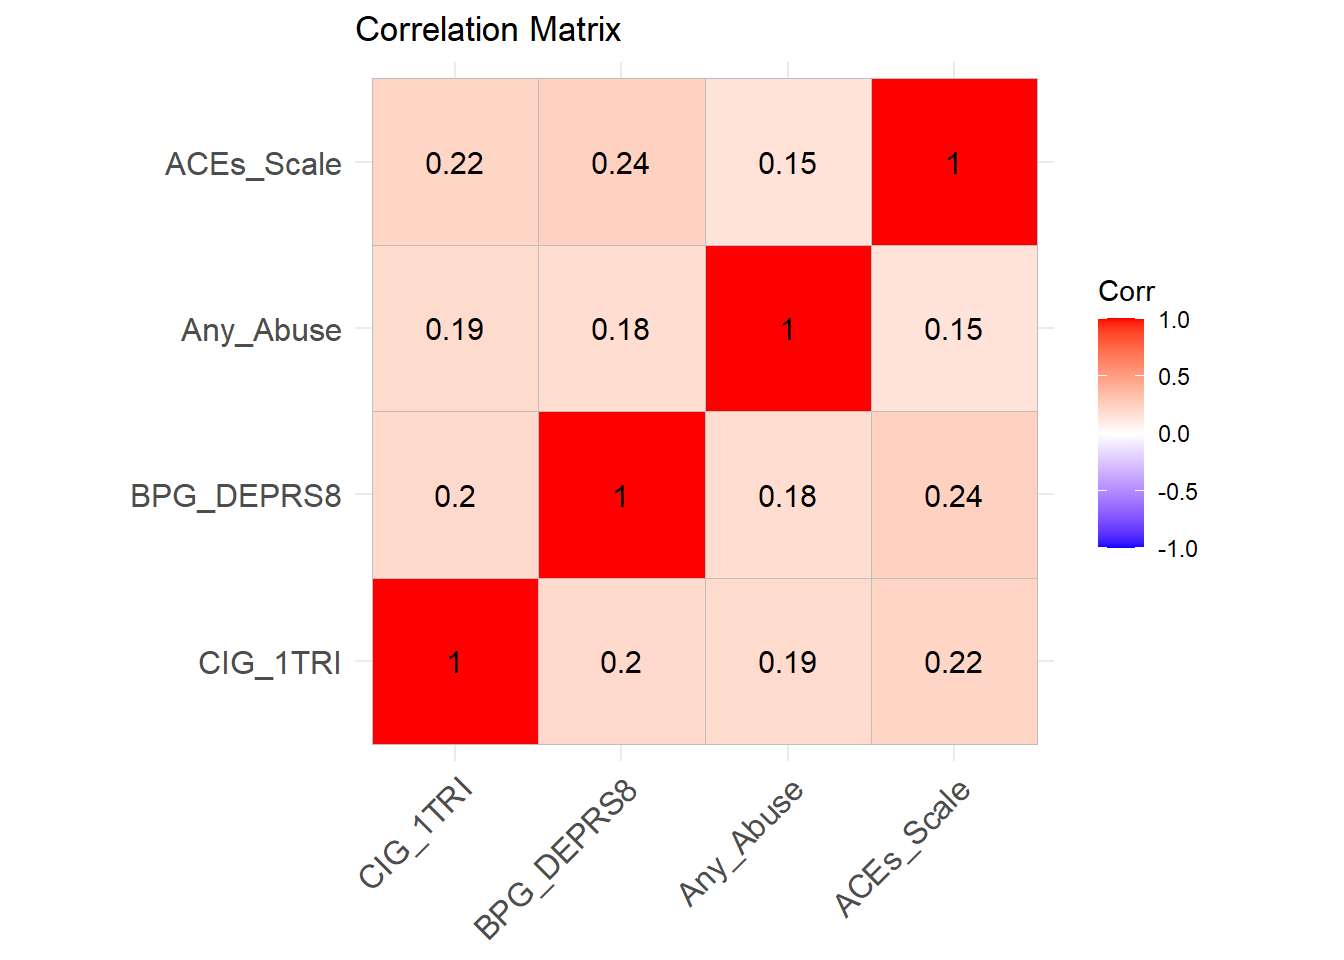 Correlation Matrix
ACEs_Scale 0.22 0.24 0.15 1
Any_Abuse 0.19 0.18 1 0.15
BPG_DEPRS8 0.2 1 0.18 0.24
CIG_1TRI 1 0.2 0.19 0.22
CIG_1TRI BPG_DEPRS8 Any_Abuse ACEs_Scale
Corr
1.0
0.5
0.0
-0.5
-1.0